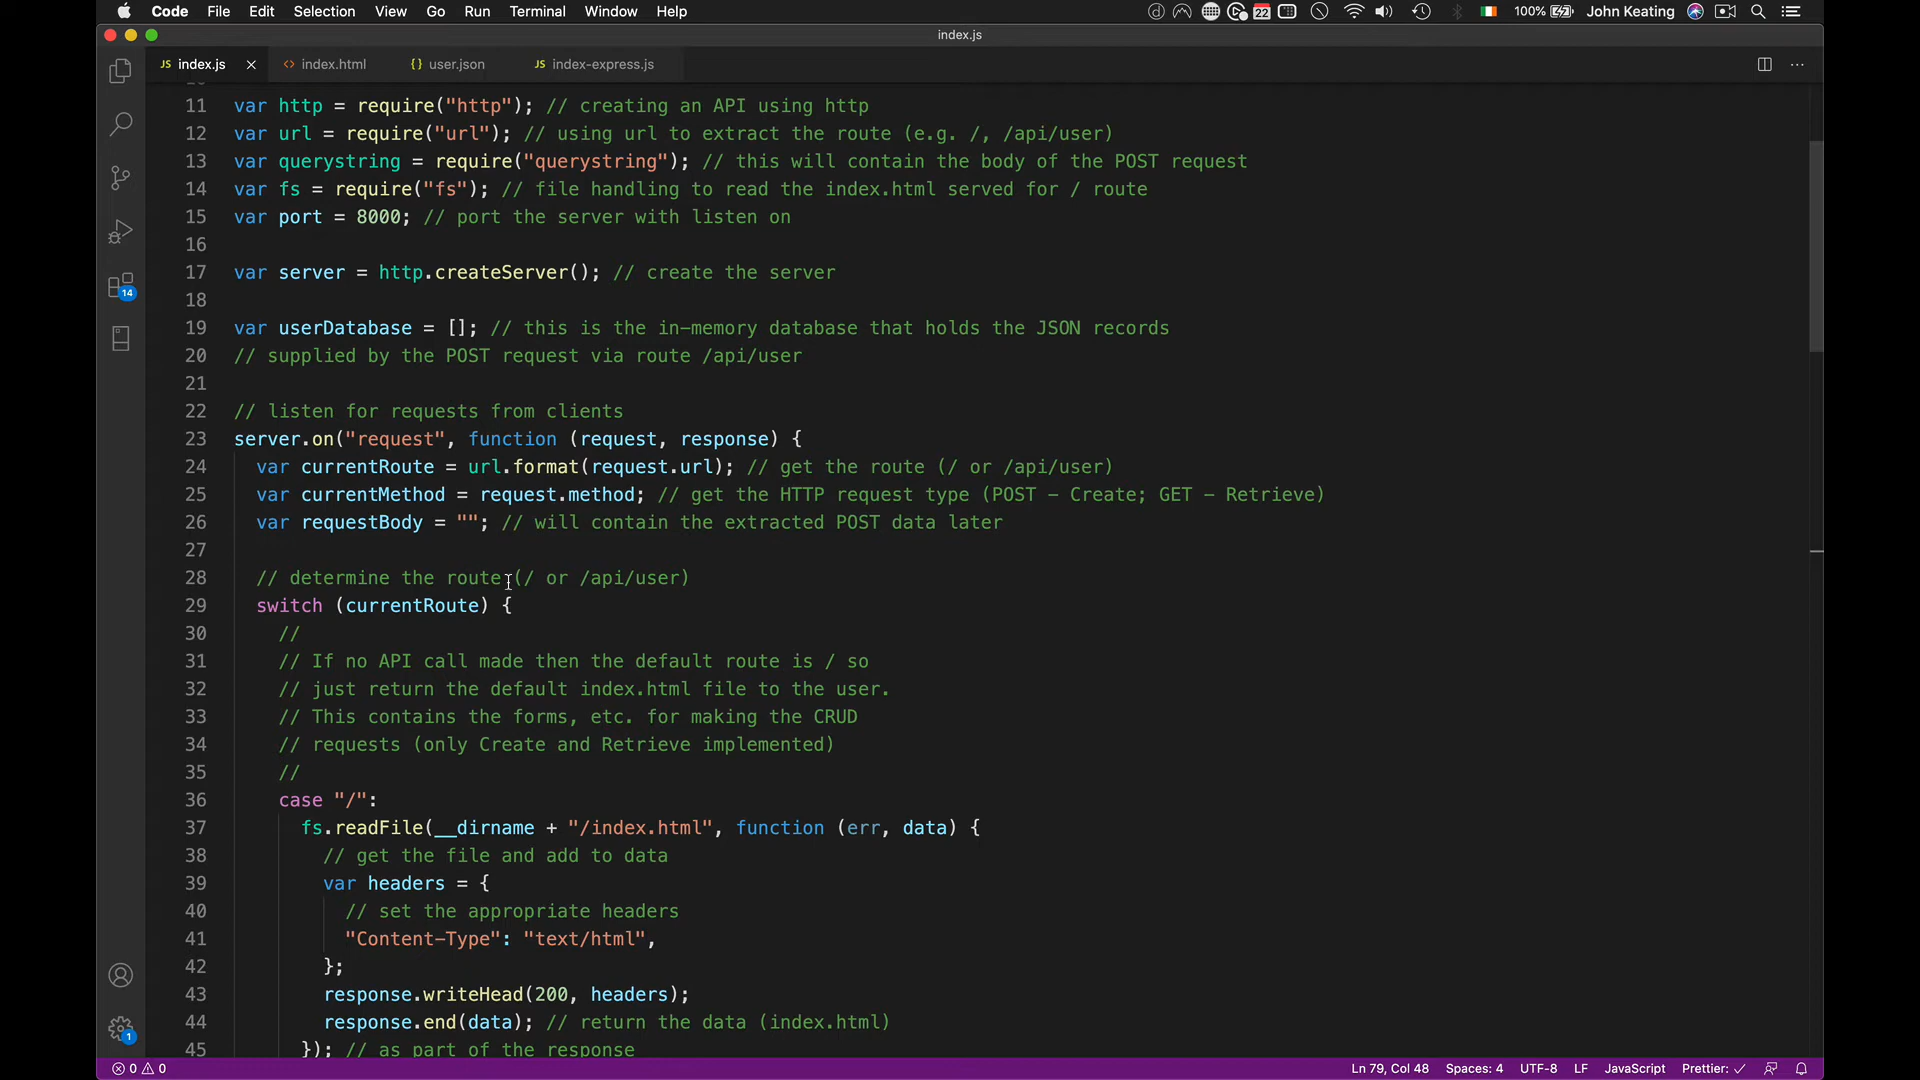 Code File Edit Selection View Go Run Terminal Window Help 22 100% John Keating
index.js
JS index.js <> index.html {} user.json JS index-express.js
11 var http = require("http"); // creating an API using http
12 var url = require("url"); // using url to extract the route (e.g. /, /api/user)
13 var querystring = require("querystring"); // this will contain the body of the POST request
14 var fs = require("fs"); // file handling to read the index.html served for / route
15 var port = 8000; // port the server with listen on
16
17 var server = http.createServer(); // create the server
18
19 var userDatabase = []; // this is the in-memory database that holds the JSON records
20 // supplied by the POST request via route /api/user
21
22 // listen for requests from clients
23 server.on("request", function (request, response) {
24 var currentRoute = url.format(request.url); // get the route (/ or /api/user)
25 var currentMethod = request.method; // get the HTTP request type (POST - Create; GET - Retrieve)
26 var requestBody = ""; // will contain the extracted POST data later
27
28 // determine the route (/ or /api/user)
29 switch (currentRoute) {
30 //
31 // If no API call made then the default route is / so
32 // just return the default index.html file to the user.
33 // This contains the forms, etc. for making the CRUD
34 // requests (only Create and Retrieve implemented)
35 //
36 case "/":
37 fs.readFile(__dirname + "/index.html", function (err, data) {
38 // get the file and add to data
39 var headers = {
40 // set the appropriate headers
41 "Content-Type": "text/html",
42 };
43 response.writeHead(200, headers);
44 response.end(data); // return the data (index.html)
45 }); // as part of the response
14
1
0 0 Ln 79, Col 48 Spaces: 4 UTF-8 LF JavaScript Prettier: ✓